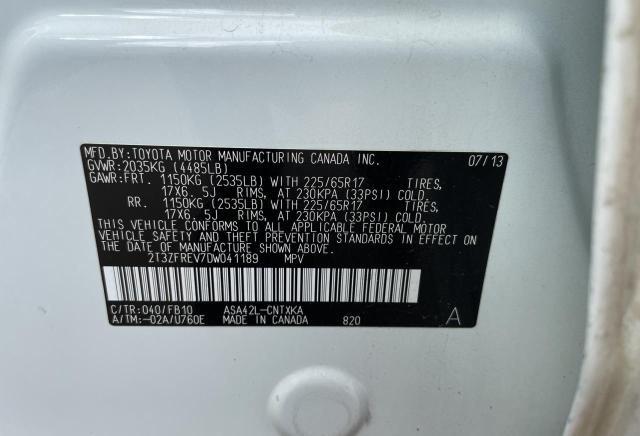 MFD.BY:TOYOTA MOTOR MANUFACTURING CANADA INC. 07/13
GVWR:2035KG (4485LB)
GAWR:FRT. 1150KG (2535LB) WITH 225/65R17 TIRES,
17X6.5J RIMS, AT 230KPA (33PSI) COLD
RR. 1150KG (2535LB) WITH 225/65R17 TIRES,
17X6.5J RIMS, AT 230KPA (33PSI) COLD.
THIS VEHICLE CONFORMS TO ALL APPLICABLE FEDERAL MOTOR
VEHICLE SAFETY AND THEFT PREVENTION STANDARDS IN EFFECT ON
THE DATE OF MANUFACTURE SHOWN ABOVE.
2T3ZFREV7DW041189 MPV
C/TR:040/FB10 ASA42L-CNTXKA
A/TM:-02A/U760E MADE IN CANADA 820 A